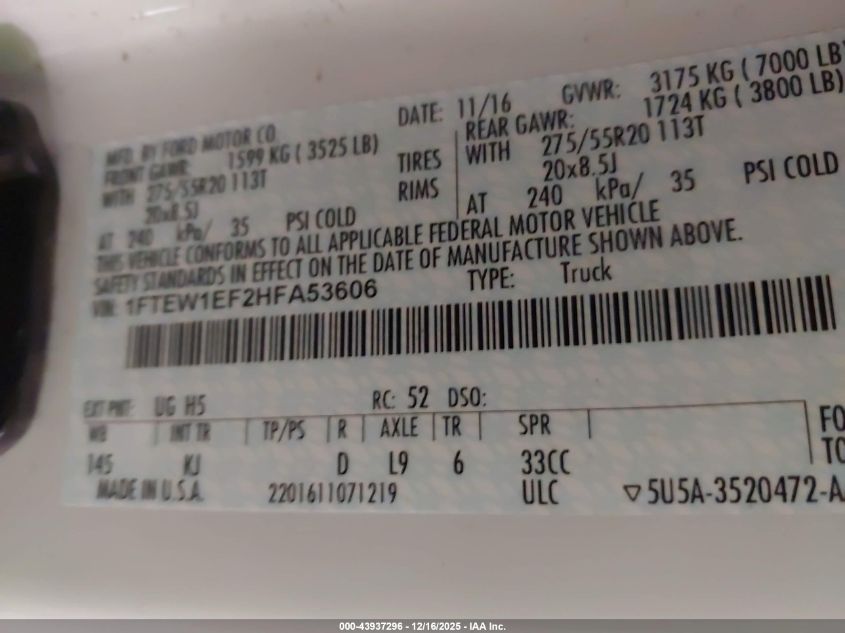 MFD. BY FORD MOTOR CO.
DATE: 11/16 GVWR: 3175 KG ( 7000 LB)
FRONT GAWR: 1599 KG ( 3525 LB)
REAR GAWR: 1724 KG ( 3800 LB)
WITH 275/55R20 113T TIRES WITH 275/55R20 113T
20x8.5J RIMS 20x8.5J
AT 240 kPa/ 35 PSI COLD AT 240 kPa/ 35 PSI COLD
THIS VEHICLE CONFORMS TO ALL APPLICABLE FEDERAL MOTOR VEHICLE
SAFETY STANDARDS IN EFFECT ON THE DATE OF MANUFACTURE SHOWN ABOVE.
VIN: 1FTEW1EF2HFA53606 TYPE: Truck
EXT PNT: UG H5 RC: 52 DSO:
WB INT TR TP/PS R AXLE TR SPR
145 KJ D L9 6 33CC
MADE IN U.S.A. 2201611071219 ULC ▽5U5A-3520472-A
FO
TO
000-43937296 - 12/16/2025 - IAA Inc.